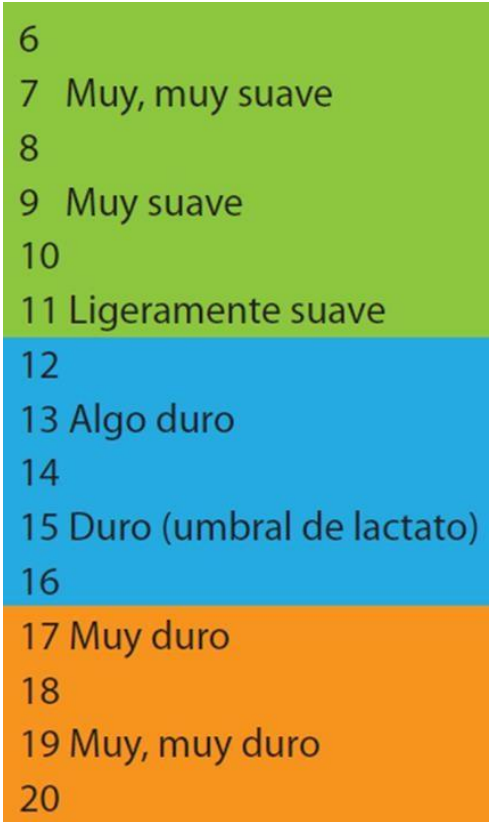 6
7 Muy, muy suave
8
9 Muy suave
10
11 Ligeramente suave
12
13 Algo duro
14
15 Duro (umbral de lactato)
16
17 Muy duro
18
19 Muy, muy duro
20